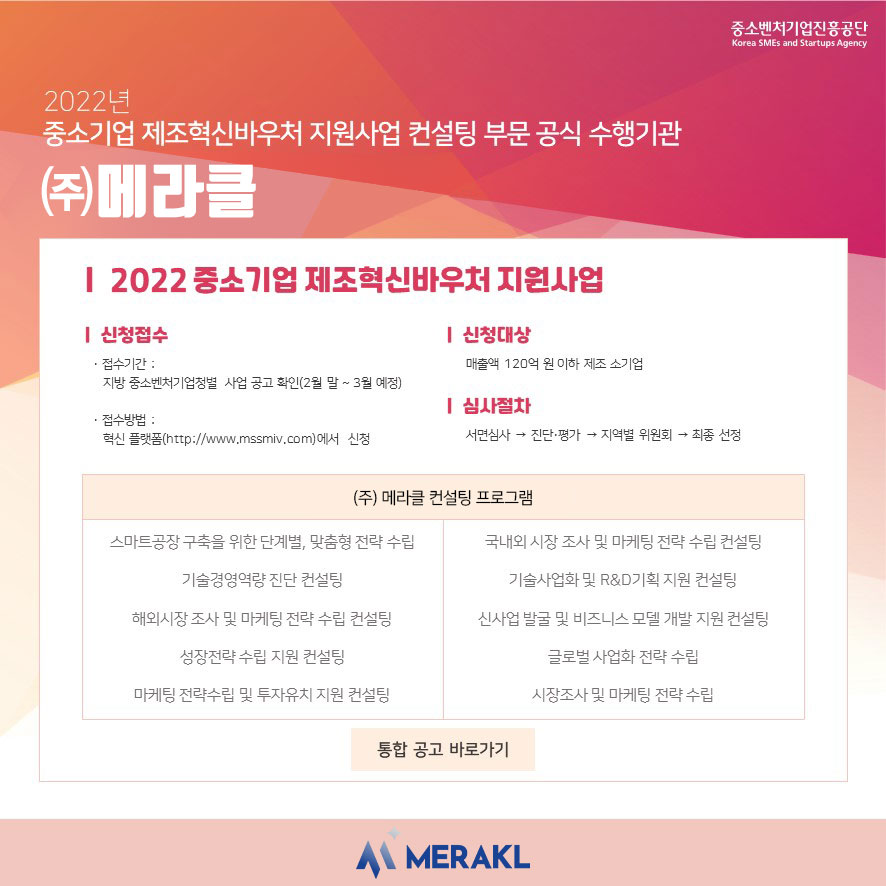 중소벤처기업진흥공단
Korea SMEs and Startups Agency
2022년
중소기업 제조혁신바우처 지원사업 컨설팅 부문 공식 수행기관
㈜메라클
I 2022 중소기업 제조혁신바우처 지원사업
I 신청접수
· 접수기간 :
지방 중소벤처기업청별 사업 공고 확인(2월 말 ~ 3월 예정)
· 접수방법 :
혁신 플랫폼(http://www.mssmiv.com)에서 신청
I 신청대상
매출액 120억 원 이하 제조 소기업
I 심사절차
서면심사 → 진단·평가 → 지역별 위원회 → 최종 선정
(주) 메라클 컨설팅 프로그램
스마트공장 구축을 위한 단계별, 맞춤형 전략 수립
기술경영역량 진단 컨설팅
해외시장 조사 및 마케팅 전략 수립 컨설팅
성장전략 수립 지원 컨설팅
마케팅 전략수립 및 투자유치 지원 컨설팅
국내외 시장 조사 및 마케팅 전략 수립 컨설팅
기술사업화 및 R&D기획 지원 컨설팅
신사업 발굴 및 비즈니스 모델 개발 지원 컨설팅
글로벌 사업화 전략 수립
시장조사 및 마케팅 전략 수립
통합 공고 바로가기
MERAKL